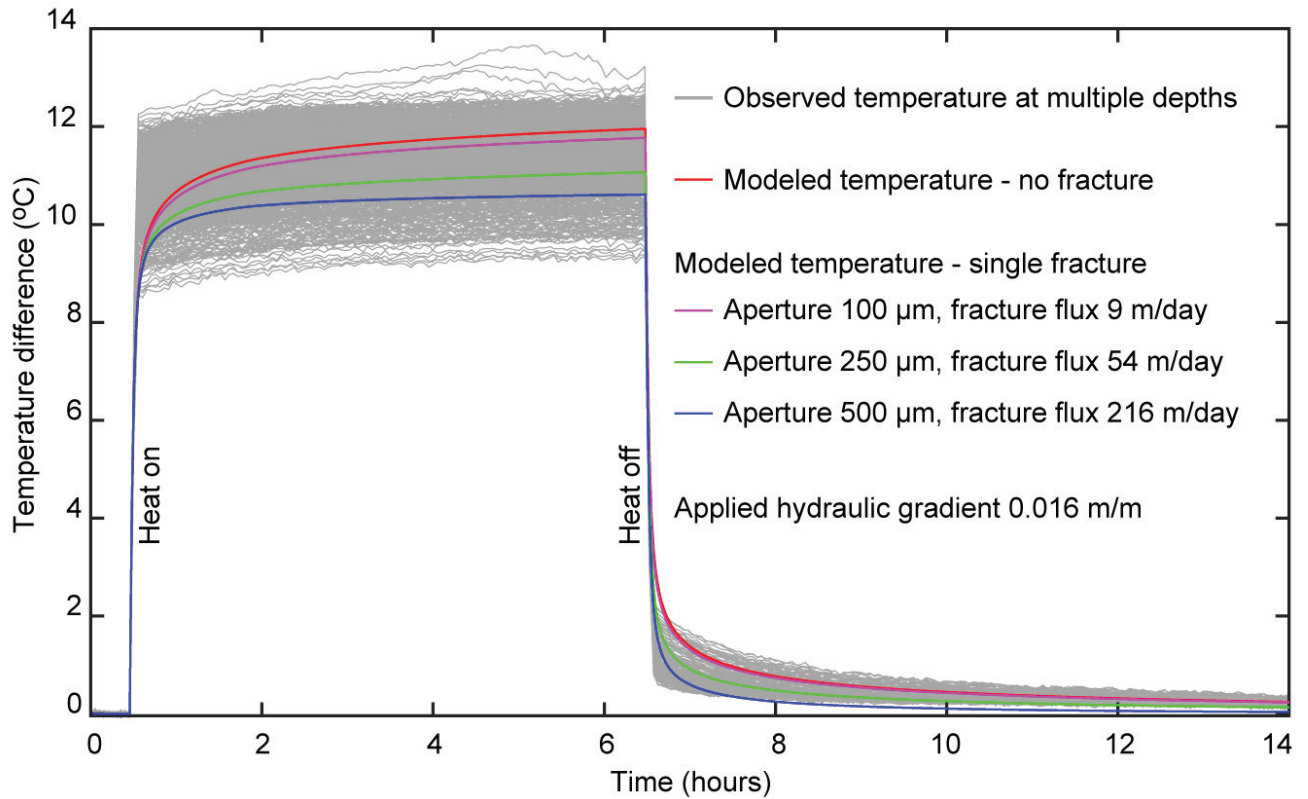 14
12
10
8
6
4
2
0
Temperature difference (ºC)
Heat on
Heat off
Observed temperature at multiple depths
Modeled temperature - no fracture
Modeled temperature - single fracture
Aperture 100 µm, fracture flux 9 m/day
Aperture 250 µm, fracture flux 54 m/day
Aperture 500 µm, fracture flux 216 m/day
Applied hydraulic gradient 0.016 m/m
0 2 4 6 8 10 12 14
Time (hours)